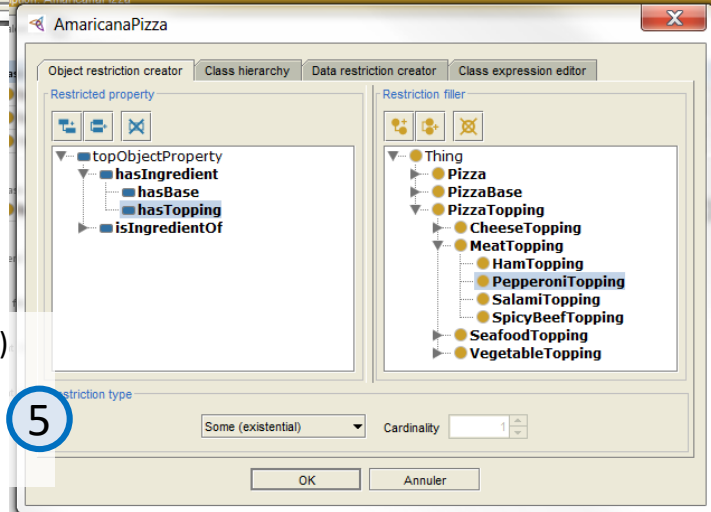 AmaricanaPizza
Object restriction creator
Class hierarchy
Data restriction creator
Class expression editor
Restricted property
Restriction filler
topObjectProperty
hasIngredient
hasBase
hasTopping
isIngredientOf
Thing
Pizza
PizzaBase
PizzaTopping
CheeseTopping
MeatTopping
HamTopping
PepperoniTopping
SalamiTopping
SpicyBeefTopping
SeafoodTopping
VegetableTopping
)
striction type
5
Some (existential)
Cardinality
1
OK
Annuler